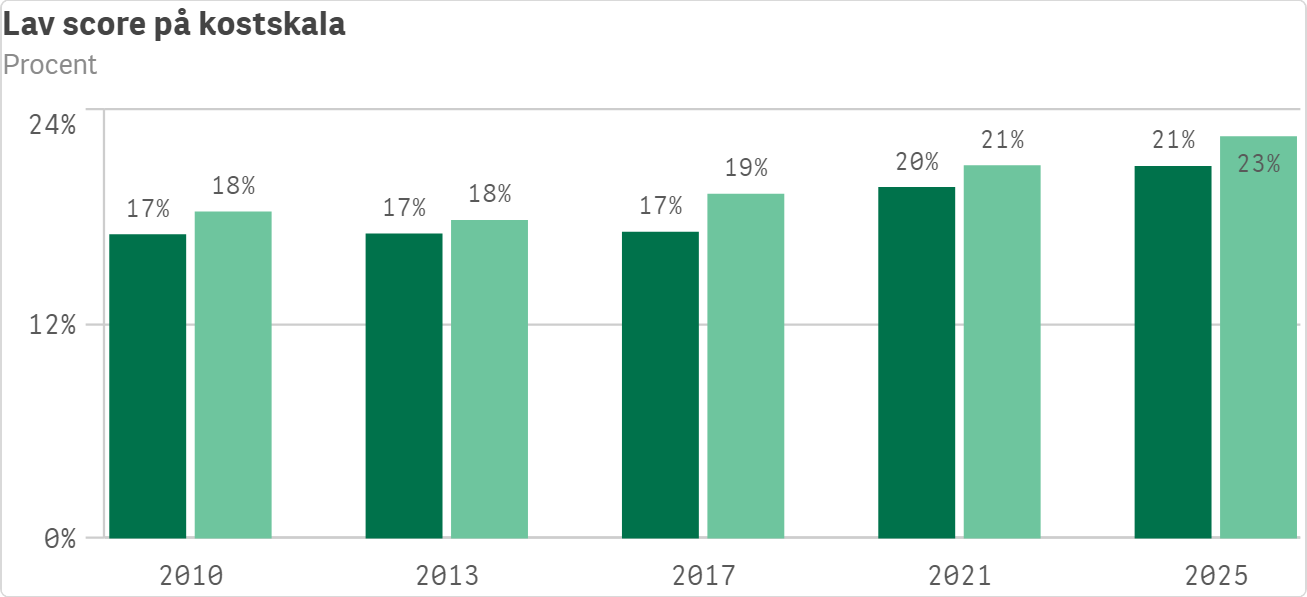 Lav score på kostskala
Procent
24%
12%
0%
17% 18% 17% 18% 17% 19% 20% 21% 21% 23%
2010 2013 2017 2021 2025